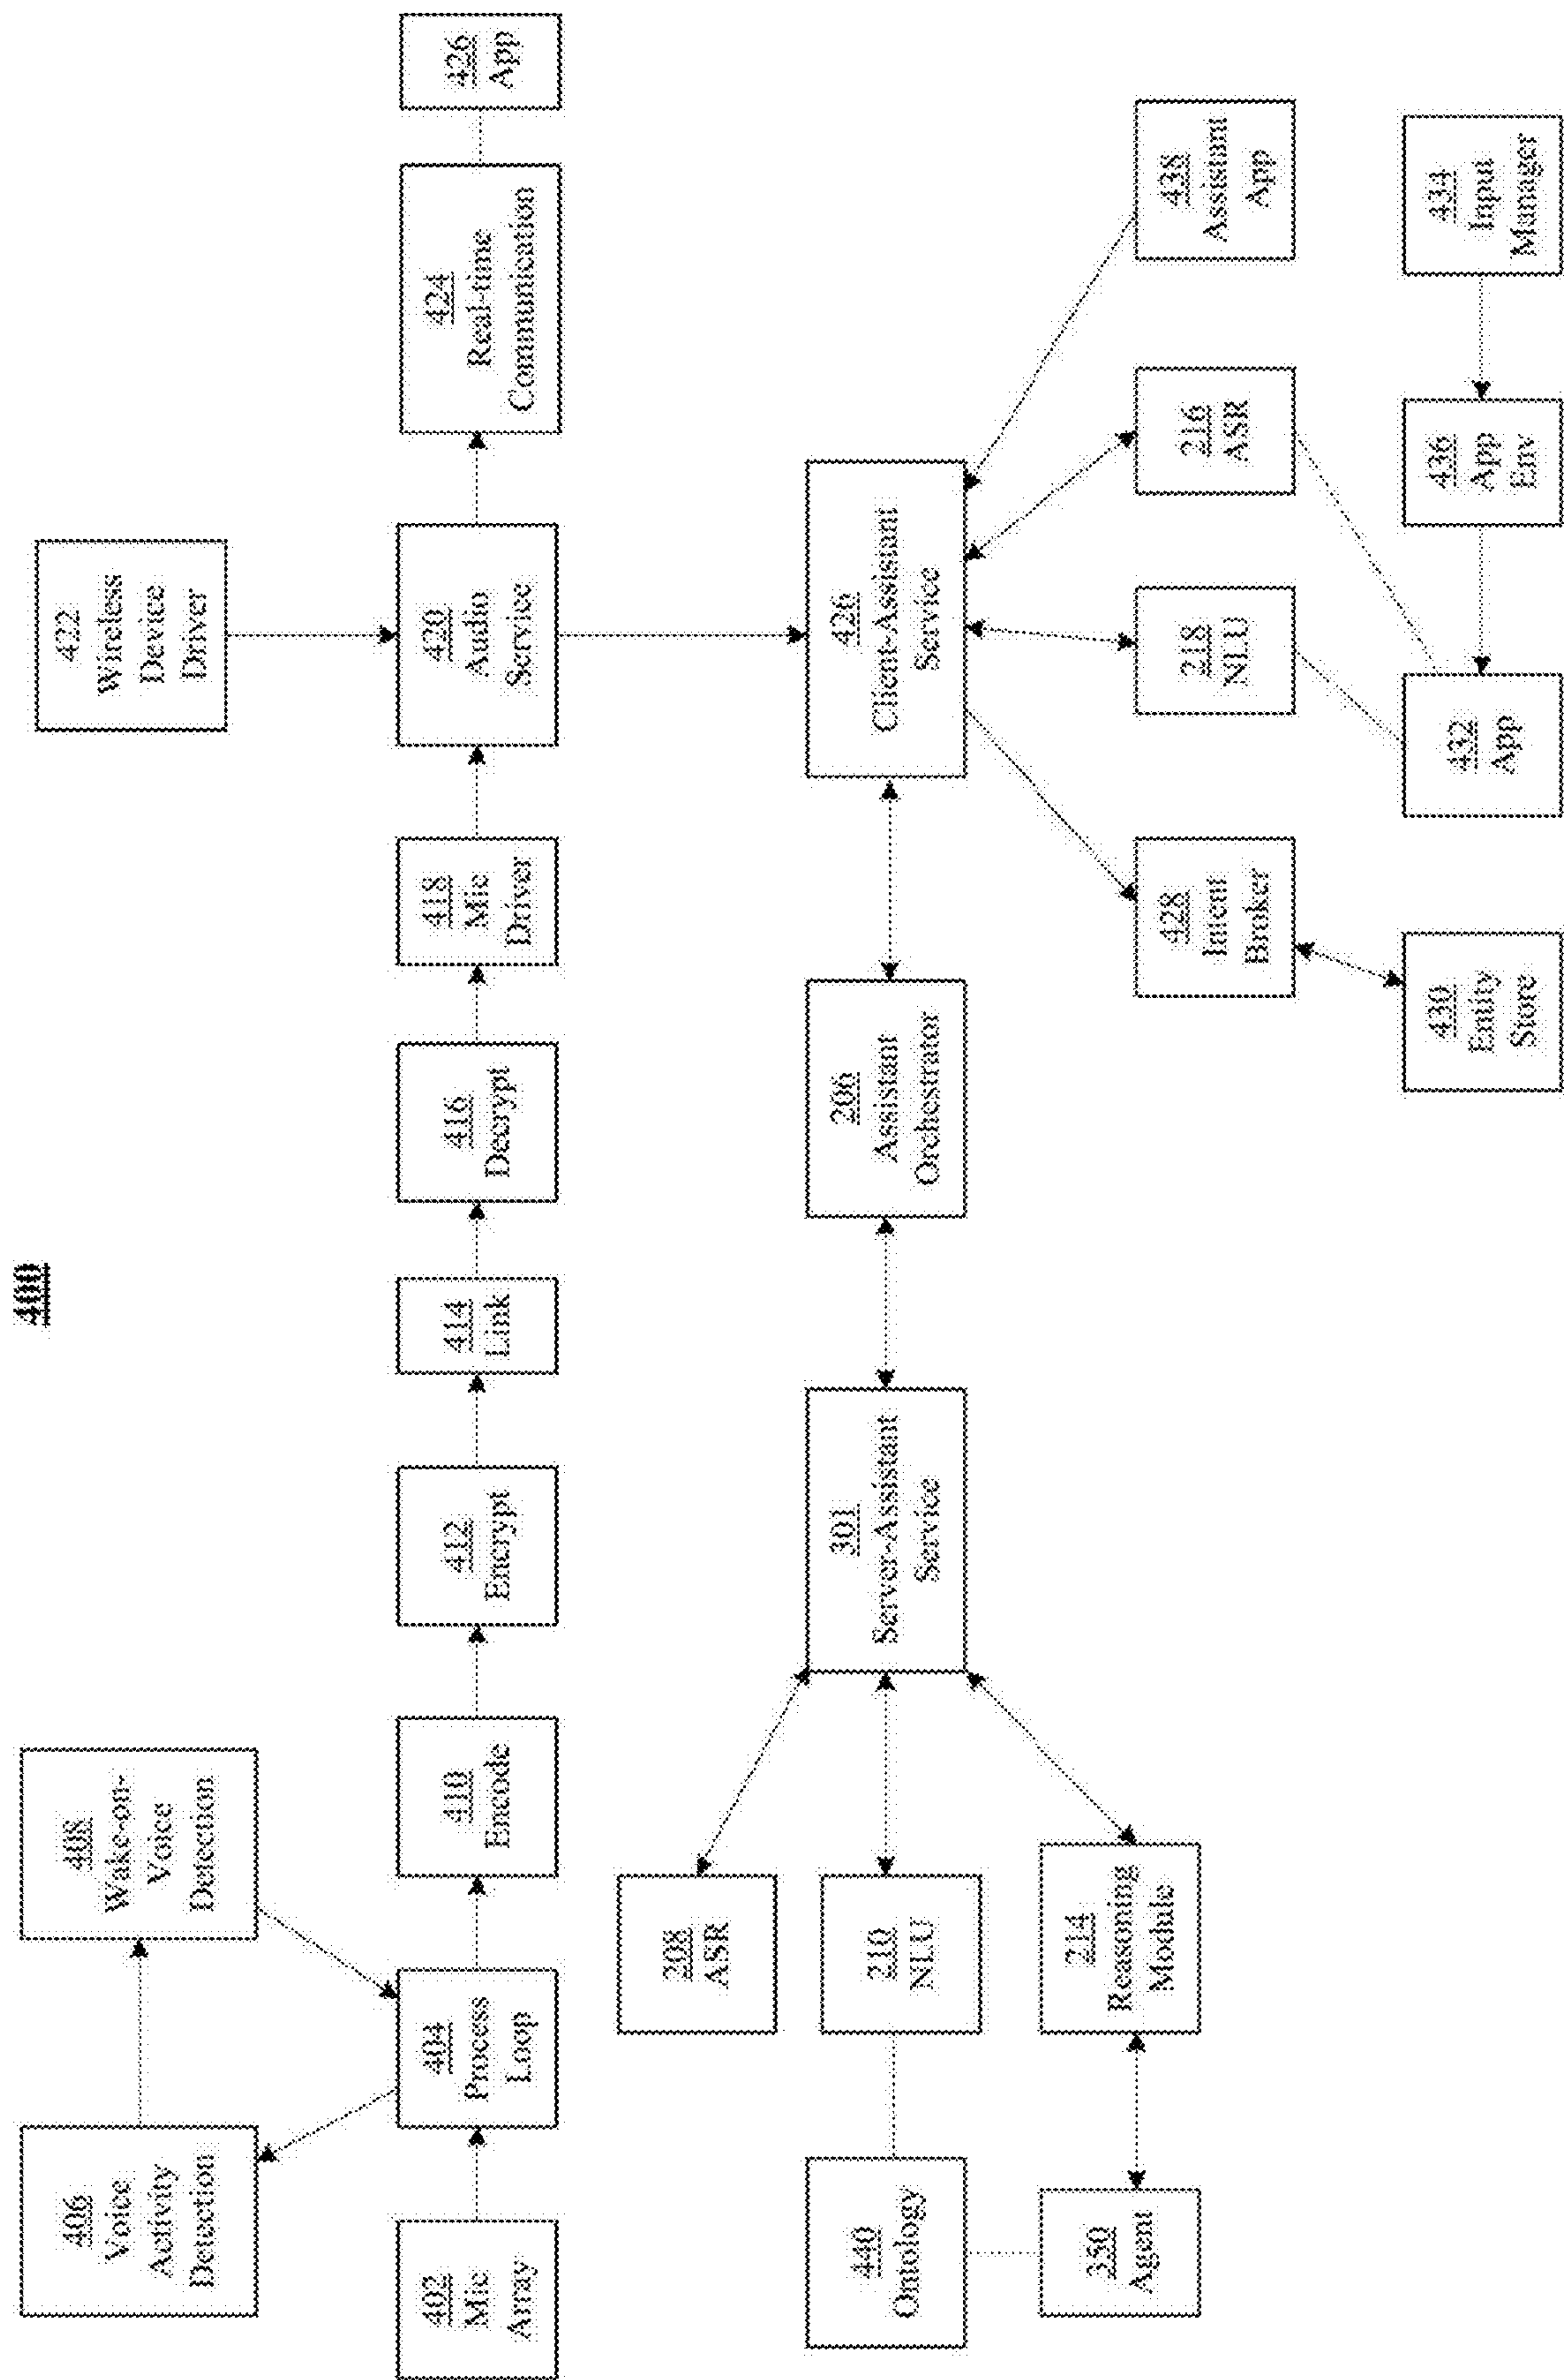 400
406
Voice
Activity
Detection
408
Wake-on-
Voice
Detection
422
Wireless
Device
Driver
402
Mic
Array
404
Process
Loop
410
Encode
412
Encrypt
414
Link
416
Decrypt
418
Mic
Driver
420
Audio
Service
424
Real-time
Communication
426
App
208
ASR
440
Ontology
210
NLU
301
Server-Assistant
Service
206
Assistant
Orchestrator
426
Client-Assistant
Service
350
Agent
214
Reasoning
Module
428
Intent
Broker
218
NLU
216
ASR
438
Assistant
App
430
Entity
Store
432
App
436
App
Env
434
Input
Manager